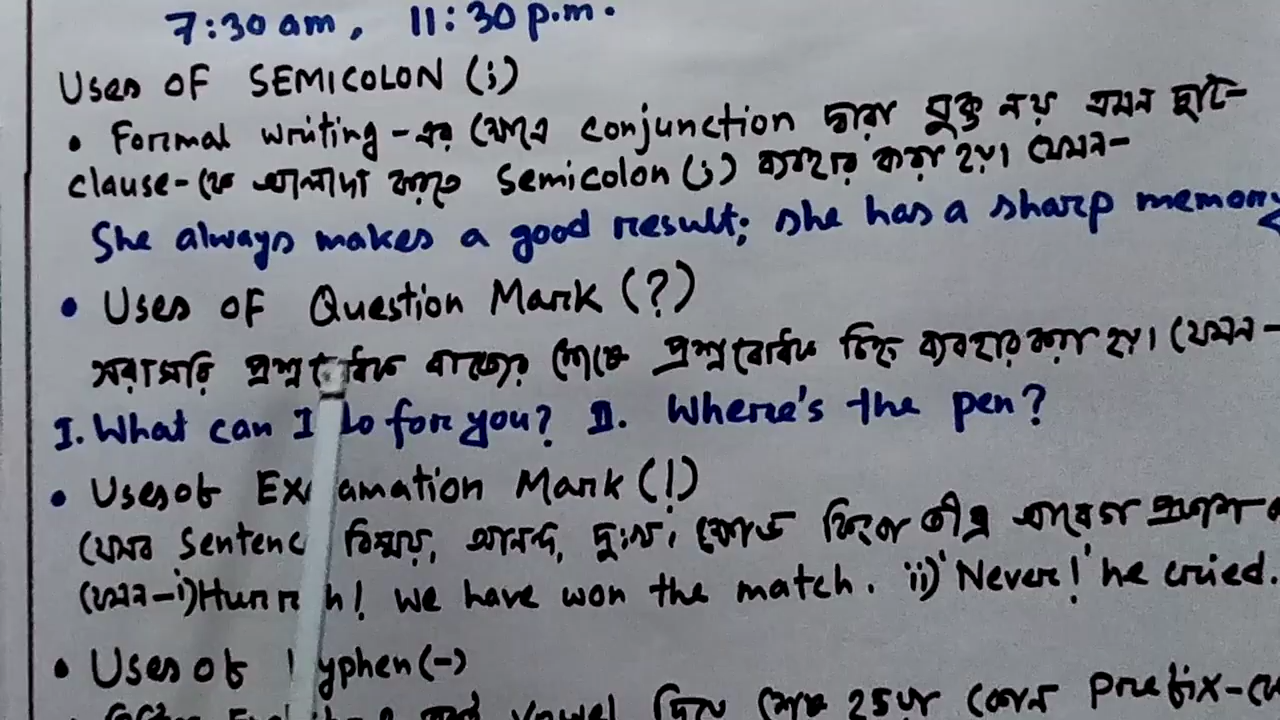 7:30 am, 11:30 p.m.
Uses OF SEMICOLON (;)
• Formal writing-এর ক্ষেত্রে conjunction দ্বারা যুক্ত নয় এমন দুটি
clause-কে আলাদা করতে Semicolon (;) ব্যবহার করা হয়। যেমন-
She always makes a good result; she has a sharp memory
• Uses OF Question Mark (?)
সরাসরি প্রশ্নবোধক বাক্যের শেষে প্রশ্নবোধক চিহ্ন ব্যবহার করা হয়। যেমন-
I. What can I do for you? II. Where's the pen?
• Uses of Exclamation Mark (!)
যেসব Sentence বিস্ময়, আনন্দ, দুঃখ, ক্ষোভ কিংবা তীব্র আবেগ প্রকাশ
যেমন-i) Hurrah! We have won the match. ii) 'Never!' he cried.
• Uses of Hyphen (-)
vowel দিয়ে শেষ হওয়া কোন prefix-কে